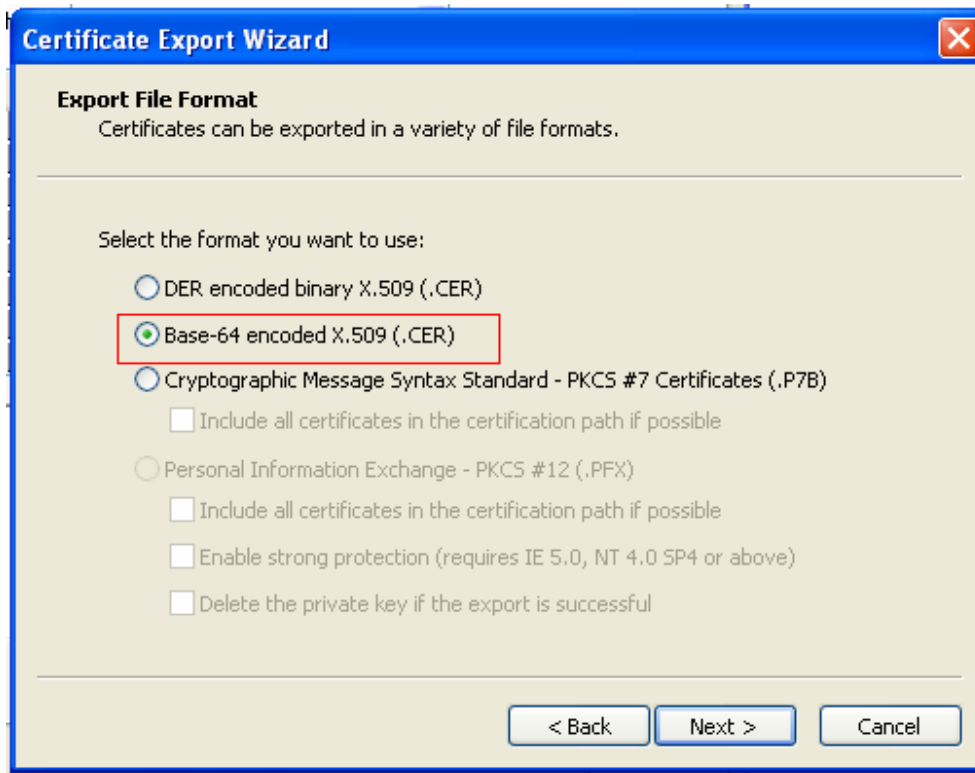 Certificate Export Wizard
Export File Format
Certificates can be exported in a variety of file formats.
Select the format you want to use:
DER encoded binary X.509 (.CER)
Base-64 encoded X.509 (.CER)
Cryptographic Message Syntax Standard - PKCS #7 Certificates (.P7B)
Include all certificates in the certification path if possible
Personal Information Exchange - PKCS #12 (.PFX)
Include all certificates in the certification path if possible
Enable strong protection (requires IE 5.0, NT 4.0 SP4 or above)
Delete the private key if the export is successful
< Back Next > Cancel